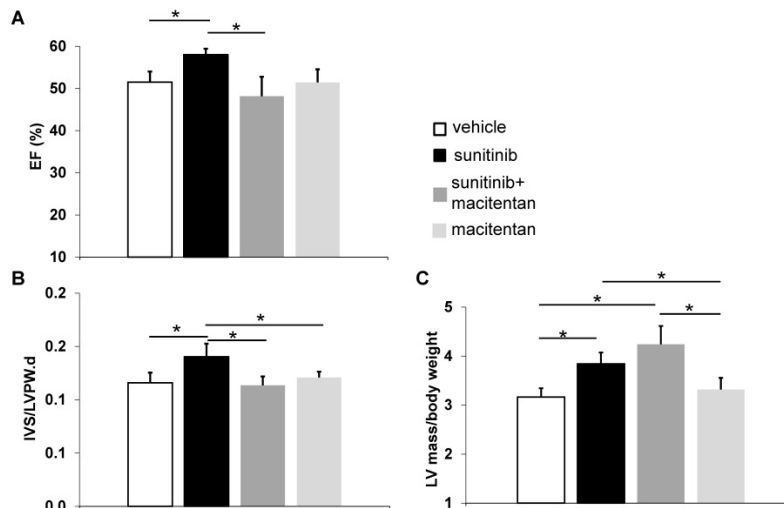 A
*
*
60
50
40
30
20
10
EF (%)
vehicle
sunitinib
sunitinib+
macitentan
macitentan
B
0.2
0.2
0.1
0.1
0.0
IVS/LVPW.d
*
*
*
C
5
4
3
2
1
LV mass/body weight
*
*
*
*